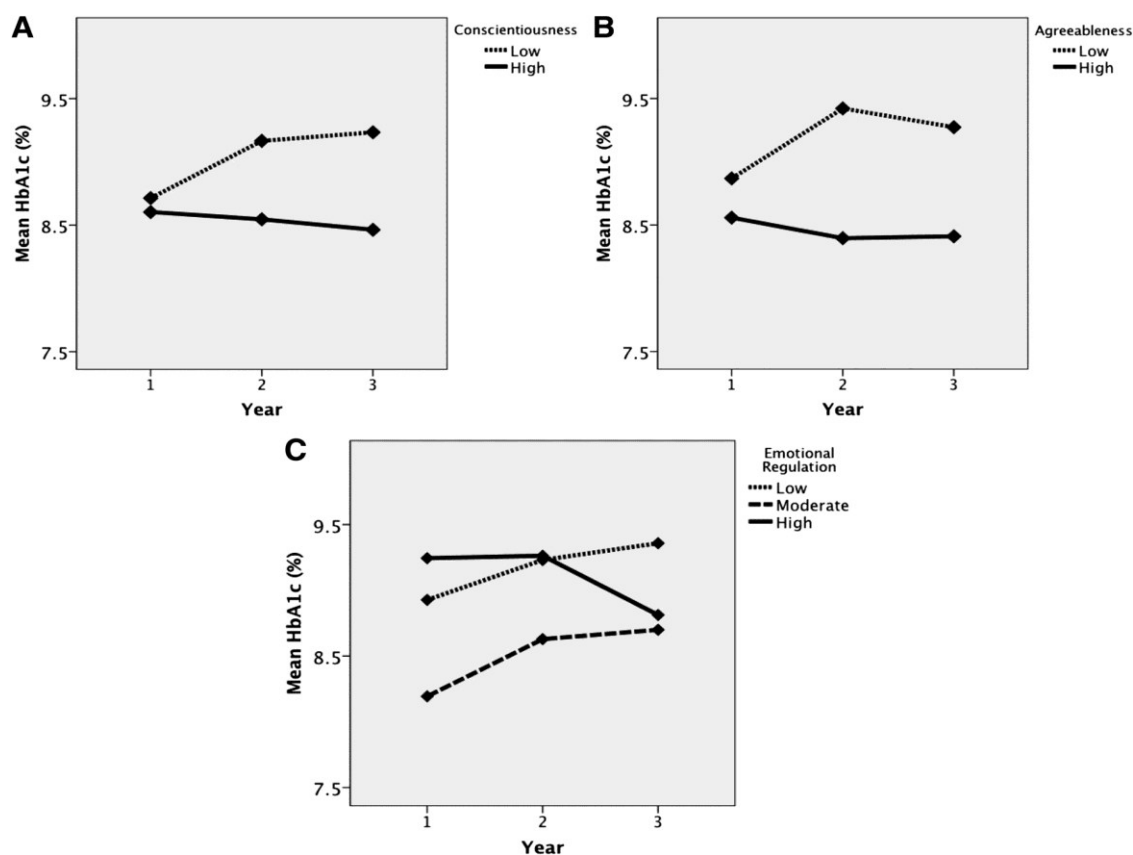 A
Conscientiousness
Low
High
Mean HbA1c (%)
9.5
8.5
7.5
1 2 3
Year
B
Agreeableness
Low
High
Mean HbA1c (%)
9.5
8.5
7.5
1 2 3
Year
C
Emotional
Regulation
Low
Moderate
High
Mean HbA1c (%)
9.5
8.5
7.5
1 2 3
Year